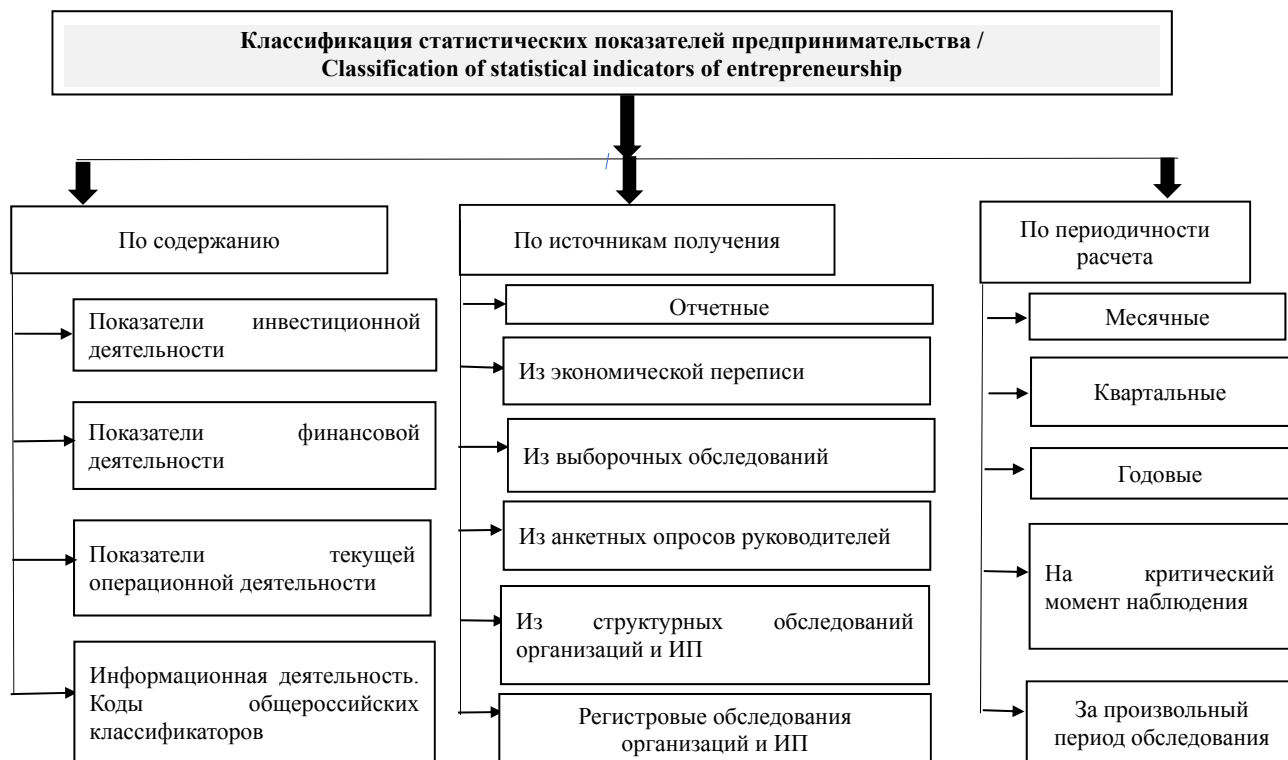 Классификация статистических показателей предпринимательства /
Classification of statistical indicators of entrepreneurship
По содержанию
Показатели инвестиционной
деятельности
Показатели финансовой
деятельности
Показатели текущей
операционной деятельности
Информационная деятельность.
Коды общероссийских
классификаторов
По источникам получения
Отчетные
Из экономической переписи
Из выборочных обследований
Из анкетных опросов руководителей
Из структурных обследований
организаций и ИП
Регистровые обследования
организаций и ИП
По периодичности
расчета
Месячные
Квартальные
Годовые
На критический
момент наблюдения
За произвольный
период обследования